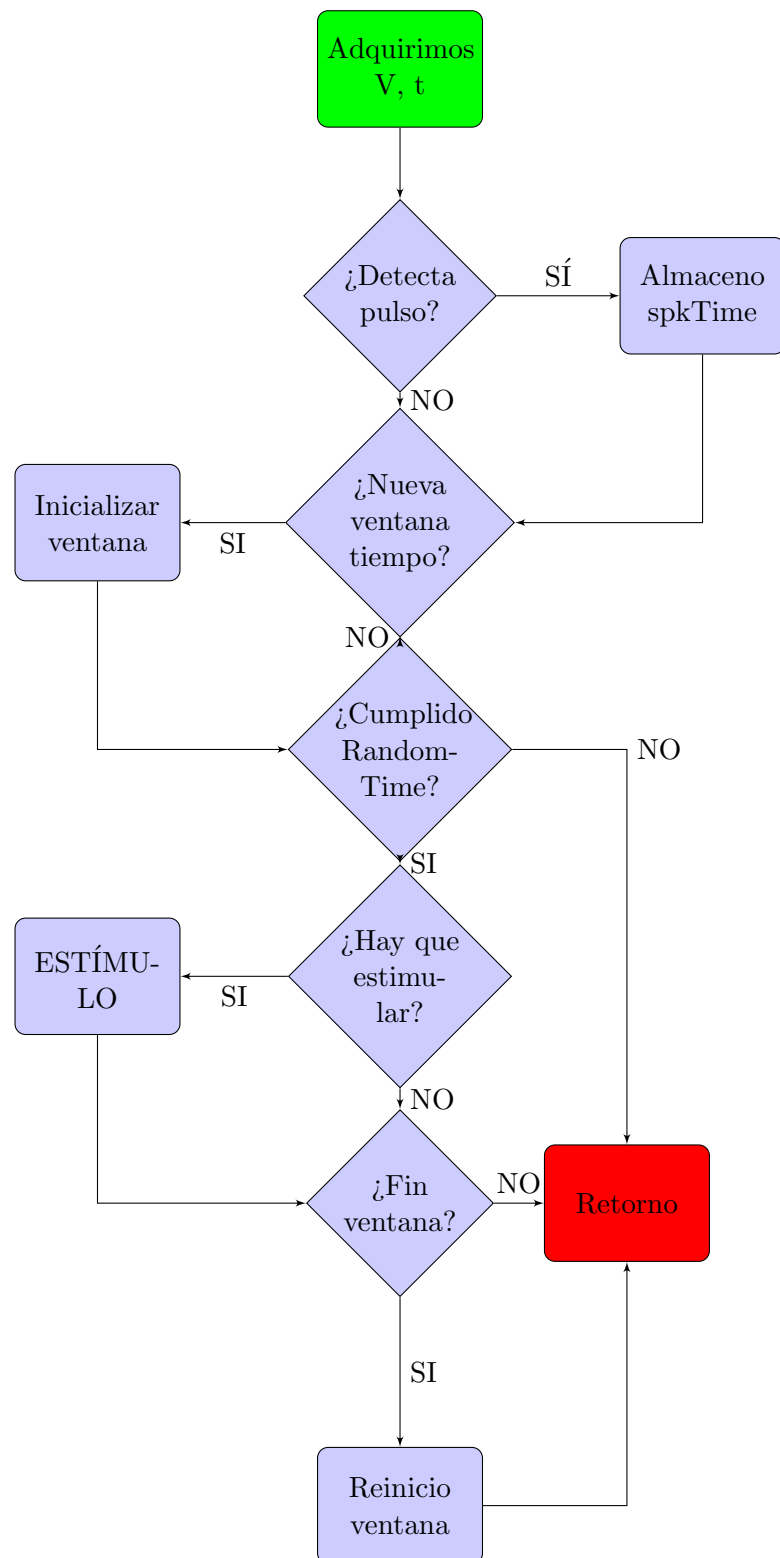 Adquirimos
V, t
¿Detecta
pulso?
SÍ
Almaceno
spkTime
NO
¿Nueva
ventana
tiempo?
SI
Inicializar
ventana
NO
¿Cumplido
Random-
Time?
NO
SI
¿Hay que
estimu-
lar?
SI
ESTÍMU-
LO
NO
¿Fin
ventana?
NO
Retorno
SI
Reinicio
ventana